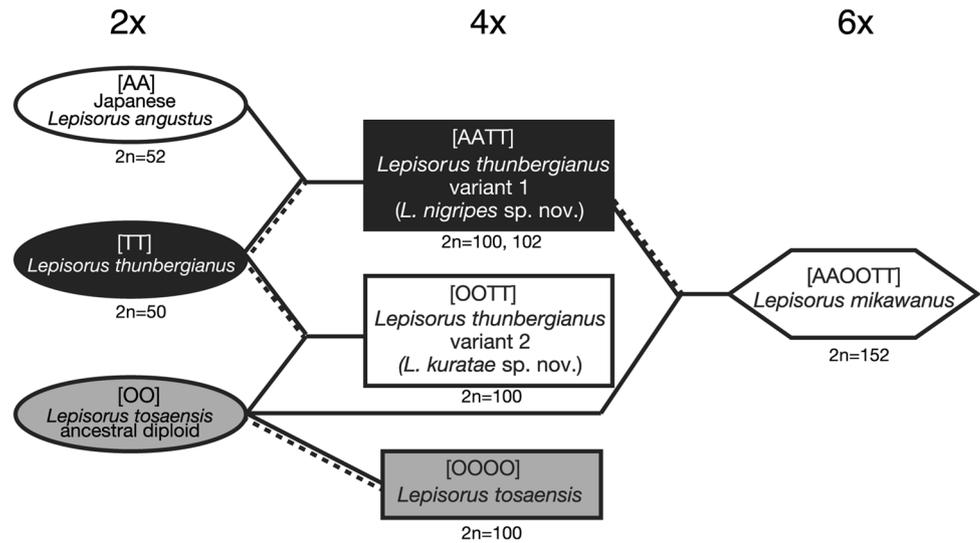 2x
4x
6x
[AA]
Japanese
Lepisorus angustus
2n=52
[TT]
Lepisorus thunbergianus
2n=50
[OO]
Lepisorus tosaensis
ancestral diploid
[AATT]
Lepisorus thunbergianus
variant 1
(L. nigripes sp. nov.)
2n=100, 102
[OOTT]
Lepisorus thunbergianus
variant 2
(L. kuratae sp. nov.)
2n=100
[OOOO]
Lepisorus tosaensis
2n=100
[AAOOTT]
Lepisorus mikawanus
2n=152